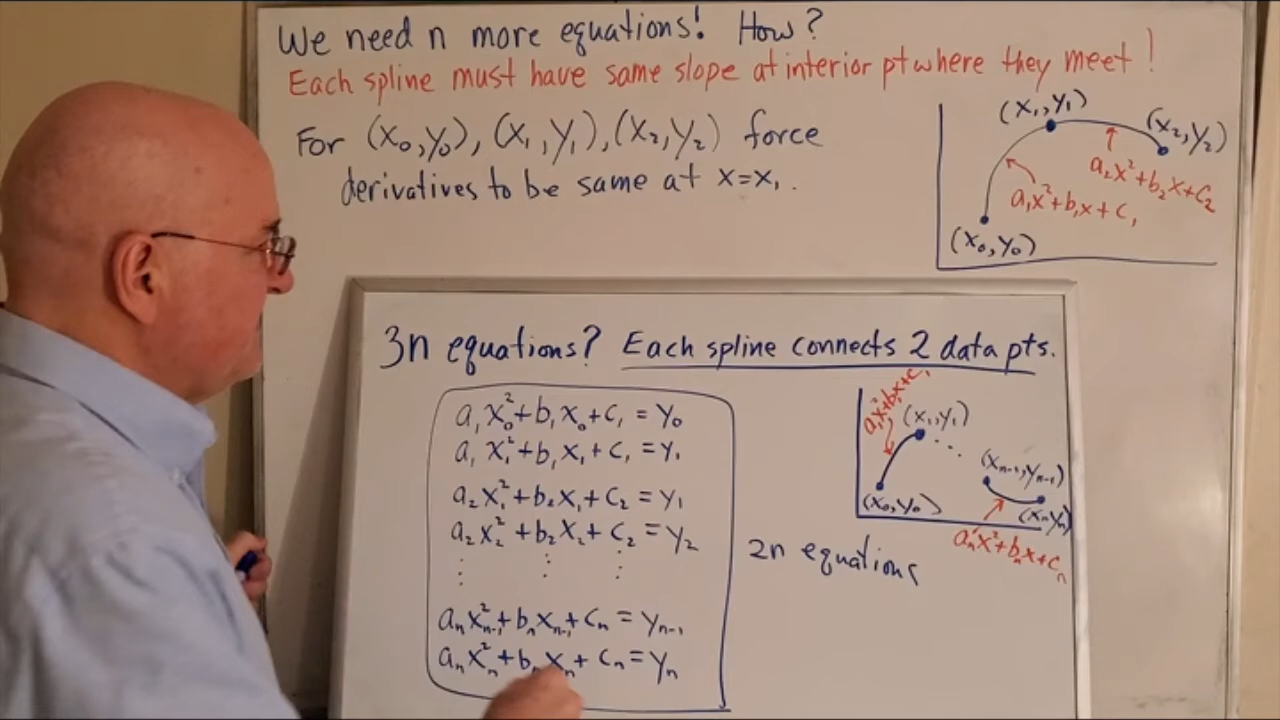 We need n more equations! How?
Each spline must have same slope at interior pt where they meet!
For (x₀,y₀), (x₁,y₁), (x₂,y₂) force
derivatives to be same at x=x₁.
(x₁,y₁)
(x₂,y₂)
a₂x²+b₂x+c₂
a₁x²+b₁x+c₁
(x₀,y₀)
3n equations? Each spline connects 2 data pts.
a₁x₀²+b₁x₀+c₁=y₀
a₁x₁²+b₁x₁+c₁=y₁
a₂x₁²+b₂x₁+c₂=y₁
a₂x₂²+b₂x₂+c₂=y₂
⋮ ⋮ ⋮
aₙxₙ₋₁²+bₙxₙ₋₁+cₙ=yₙ₋₁
aₙxₙ²+bₙxₙ+cₙ=yₙ
2n equations
a₁x²+b₁x+c₁
(x₁,y₁)
...
(xₙ₋₁,yₙ₋₁)
(x₀,y₀)
(xₙ,yₙ)
aₙx²+bₙx+cₙ